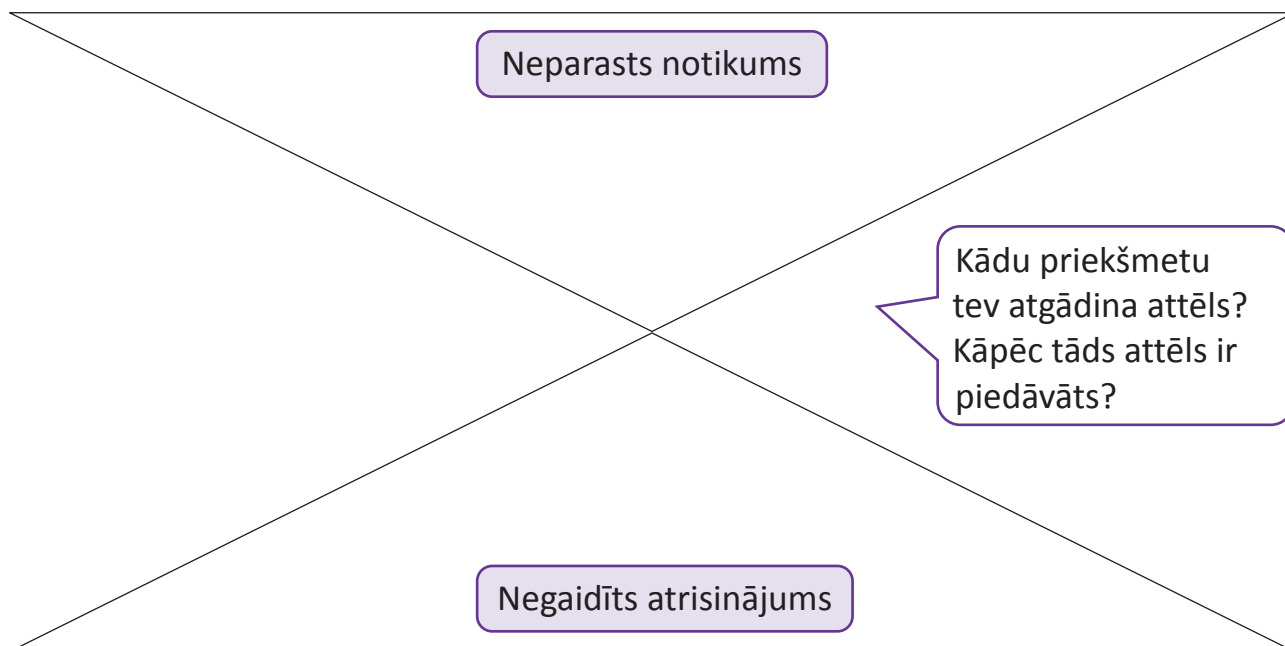 Neparasts notikums
Kādu priekšmetu
tev atgādina attēls?
Kāpēc tāds attēls ir
piedāvāts?
Negaidīts atrisinājums